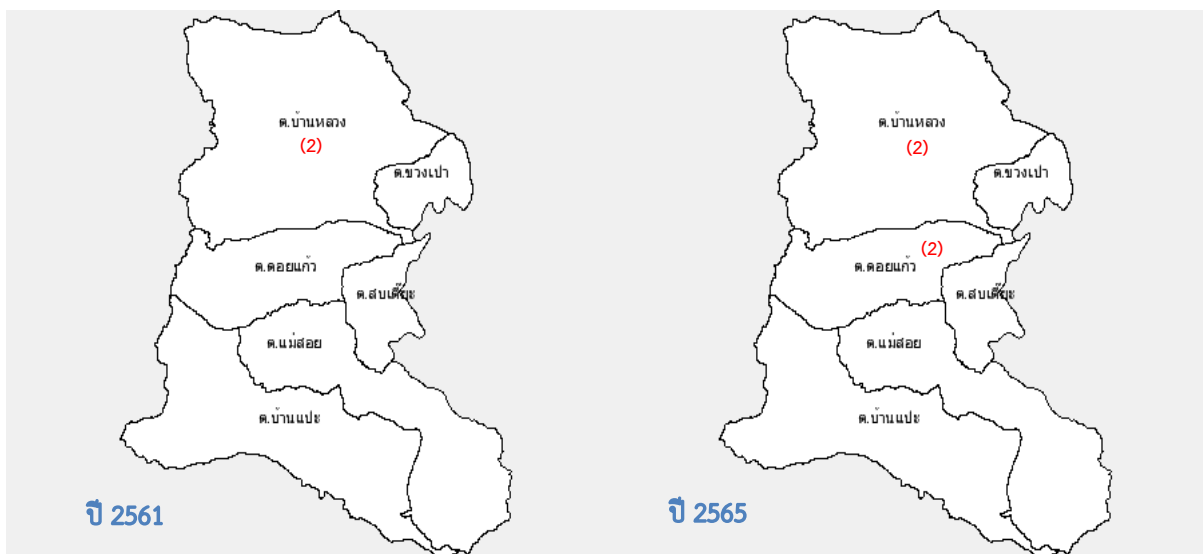 ต.บ้านหลวง
(2)
ต.ขวงเปา
ต.ดอยแก้ว
ต.สบเตี๊ยะ
ต.แม่สอย
ต.บ้านแปะ
ปี 2561
ต.บ้านหลวง
(2)
ต.ขวงเปา
(2)
ต.ดอยแก้ว
ต.สบเตี๊ยะ
ต.แม่สอย
ต.บ้านแปะ
ปี 2565